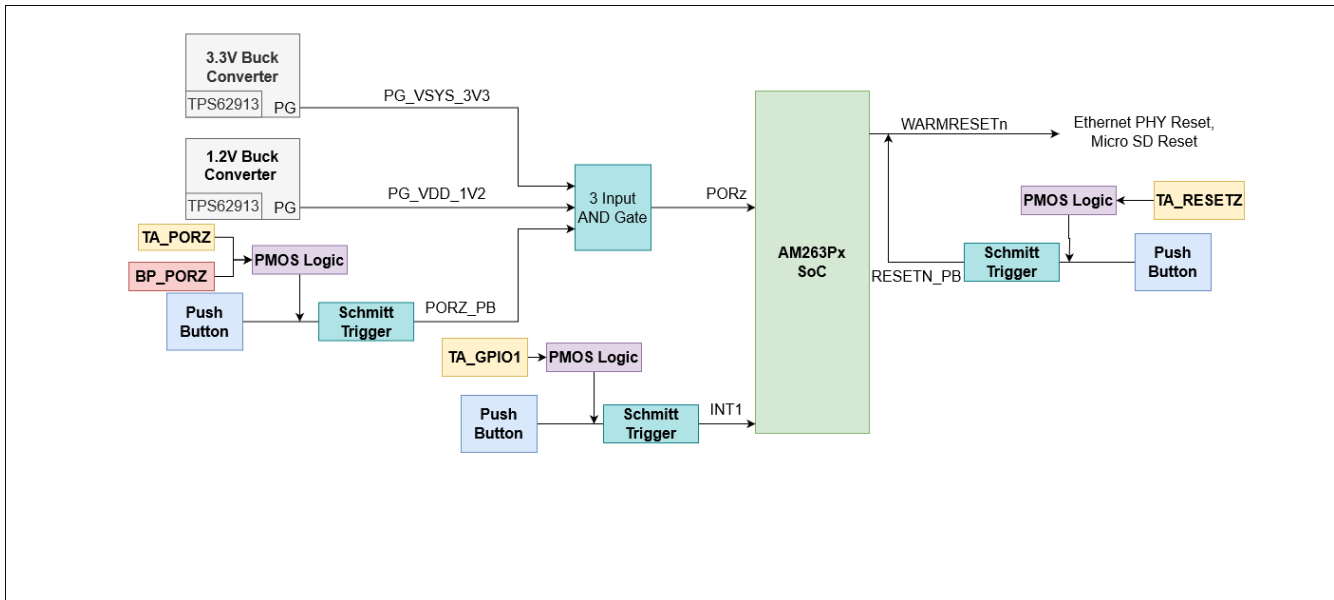 3.3V Buck
Converter
TPS62913
PG
PG_VSYS_3V3
1.2V Buck
Converter
TPS62913
PG
PG_VDD_1V2
TA_PORZ
BP_PORZ
PMOS Logic
Push
Button
Schmitt
Trigger
PORZ_PB
3 Input
AND Gate
PORz
TA_GPIO1
PMOS Logic
Push
Button
Schmitt
Trigger
INT1
AM263Px
SoC
WARMRESETn
Ethernet PHY Reset,
Micro SD Reset
PMOS Logic
TA_RESETZ
RESETN_PB
Schmitt
Trigger
Push
Button